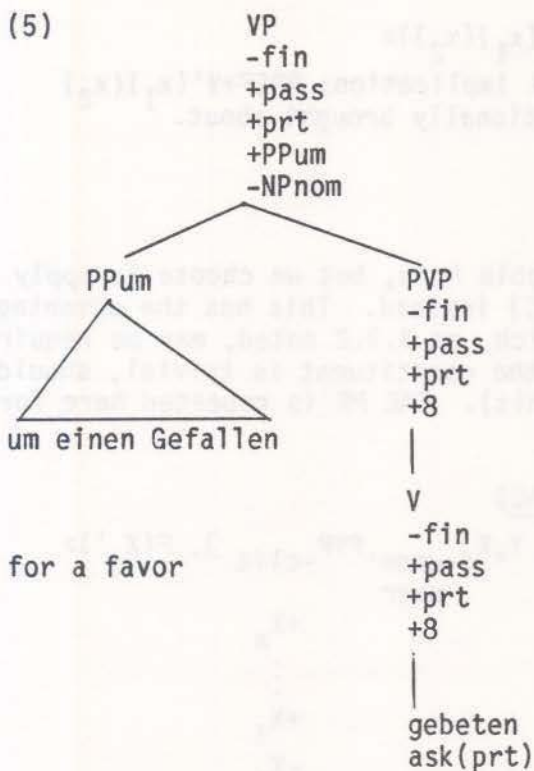 (5)
VP
-fin
+pass
+prt
+PPum
-NPnom
PPum
PVP
-fin
+pass
+prt
+8
um einen Gefallen
V
-fin
+pass
+prt
+8
for a favor
gebeten
ask(prt)